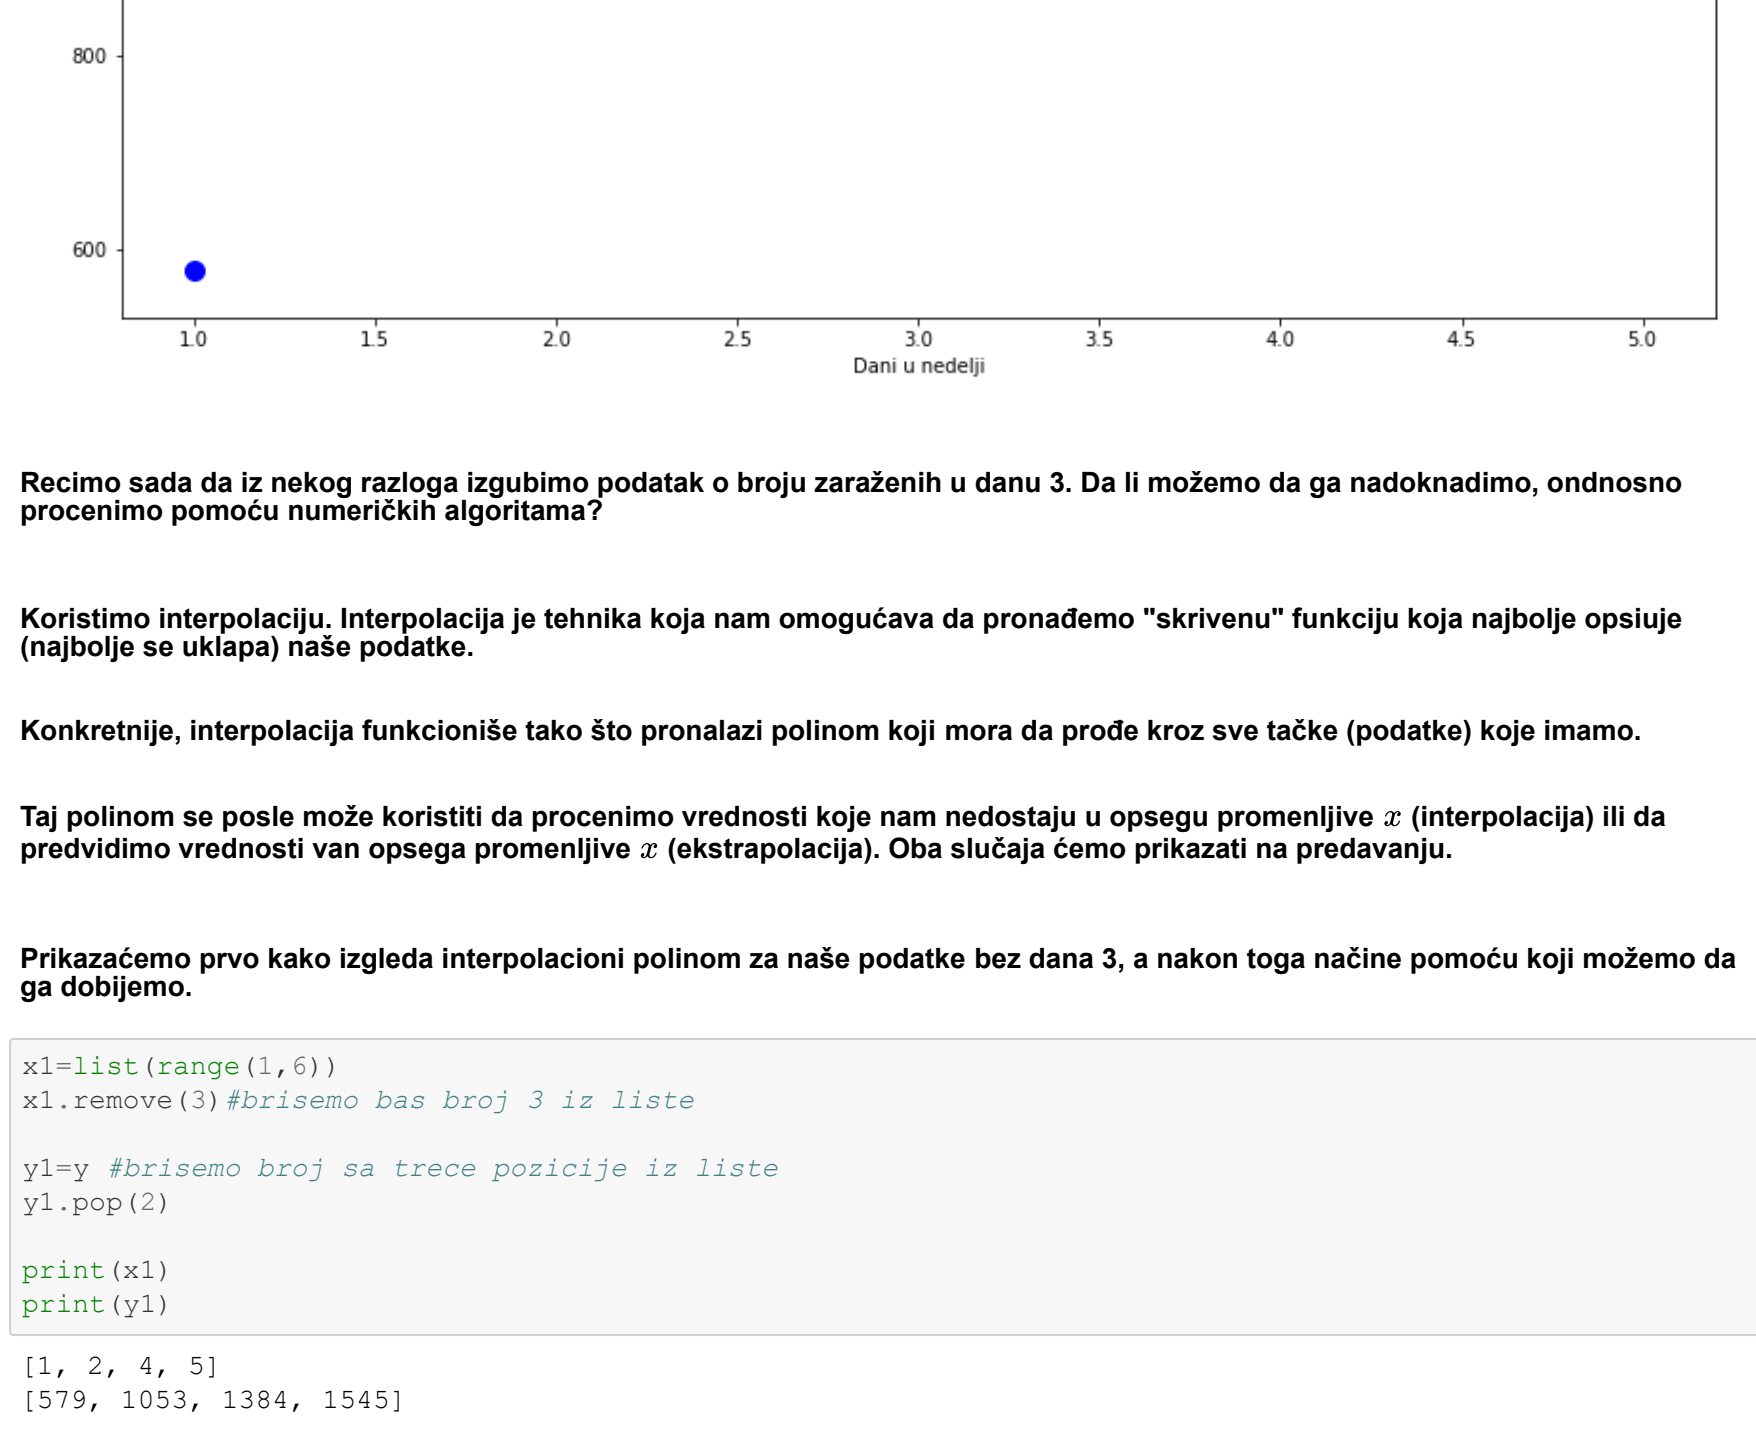 800
600
1.0 1.5 2.0 2.5 3.0 3.5 4.0 4.5 5.0
Dani u nedelji
Recimo sada da iz nekog razloga izgubimo podatak o broju zaraženih u danu 3. Da li možemo da ga nadoknadimo, ondnosno
procenimo pomoću numeričkih algoritama?
Koristimo interpolaciju. Interpolacija je tehnika koja nam omogućava da pronađemo "skrivenu" funkciju koja najbolje opsiuje
(najbolje se uklapa) naše podatke.
Konkretnije, interpolacija funkcioniše tako što pronalazi polinom koji mora da prođe kroz sve tačke (podatke) koje imamo.
Taj polinom se posle može koristiti da procenimo vrednosti koje nam nedostaju u opsegu promenljive x (interpolacija) ili da
predvidimo vrednosti van opsega promenljive x (ekstrapolacija). Oba slučaja ćemo prikazati na predavanju.
Prikazaćemo prvo kako izgleda interpolacioni polinom za naše podatke bez dana 3, a nakon toga načine pomoću koji možemo da
ga dobijemo.
x1=list(range(1,6))
x1.remove(3)#brisemo bas broj 3 iz liste
y1=y #brisemo broj sa trece pozicije iz liste
y1.pop(2)
print(x1)
print(y1)
[1, 2, 4, 5]
[579, 1053, 1384, 1545]